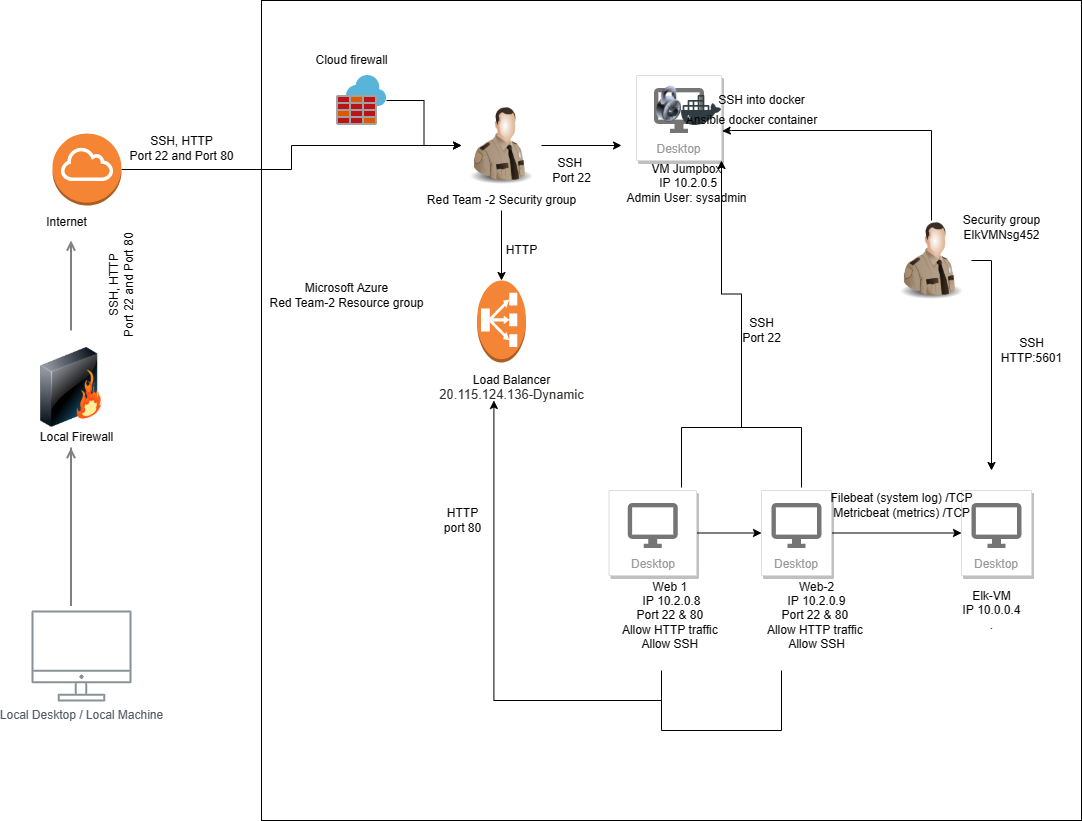 Cloud firewall
SSH, HTTP
Port 22 and Port 80
Internet
SSH, HTTP
Port 22 and Port 80
Local Firewall
Local Desktop / Local Machine
Red Team -2 Security group
SSH
Port 22
SSH into docker
Ansible docker container
Desktop
VM Jumpbox
IP 10.2.0.5
Admin User: sysadmin
Security group
ElkVMNsg452
HTTP
Microsoft Azure
Red Team-2 Resource group
Load Balancer
20.115.124.136-Dynamic
SSH
Port 22
SSH
HTTP:5601
HTTP
port 80
Filebeat (system log) /TCP
Metricbeat (metrics) /TCP
Desktop
Web 1
IP 10.2.0.8
Port 22 & 80
Allow HTTP traffic
Allow SSH
Desktop
Web-2
IP 10.2.0.9
Port 22 & 80
Allow HTTP traffic
Allow SSH
Desktop
Elk-VM
IP 10.0.0.4
.